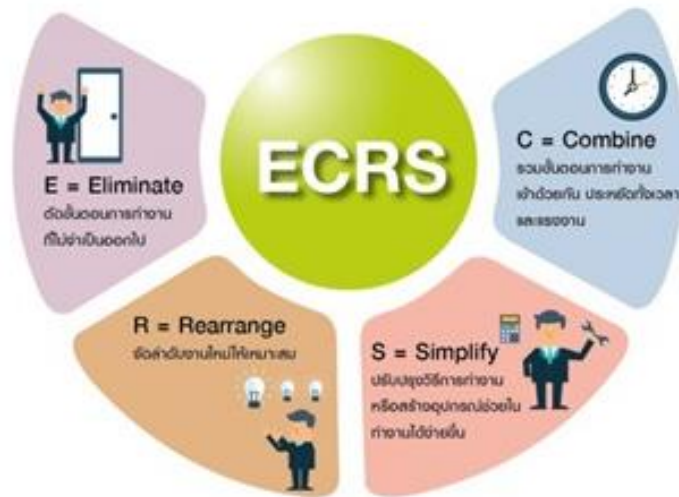 ECRS
E = Eliminate
ตัดขั้นตอนการทำงาน
ที่ไม่จำเป็นออกไป
C = Combine
รวมขั้นตอนการทำงาน
เข้าด้วยกัน ประหยัดทั้งเวลา
และแรงงาน
R = Rearrange
จัดลำดับงานใหม่ให้เหมาะสม
S = Simplify
ปรับปรุงวิธีการทำงาน
หรือสร้างอุปกรณ์ช่วยใน
ทำงานได้ง่ายขึ้น